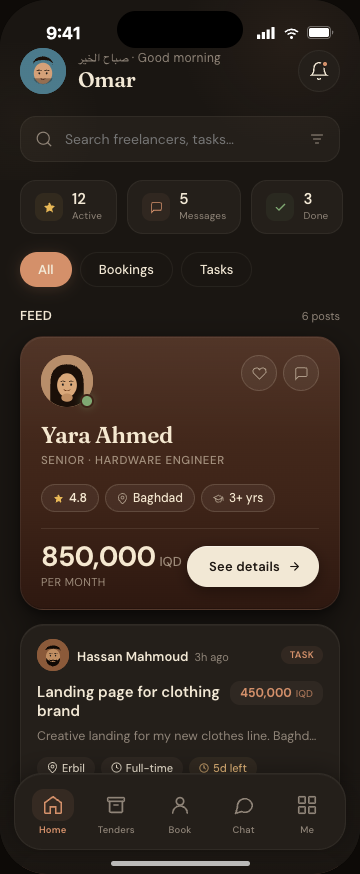 9:41
صباح الخير · Good morning
Omar
Search freelancers, tasks...
12
Active
5
Messages
3
Done
All
Bookings
Tasks
FEED
6 posts
Yara Ahmed
SENIOR · HARDWARE ENGINEER
4.8
Baghdad
3+ yrs
850,000 IQD
PER MONTH
See details →
Hassan Mahmoud 3h ago
TASK
Landing page for clothing
brand
450,000 IQD
Creative landing for my new clothes line. Baghd...
Erbil
Full-time
5d left
Home
Tenders
Book
Chat
Me